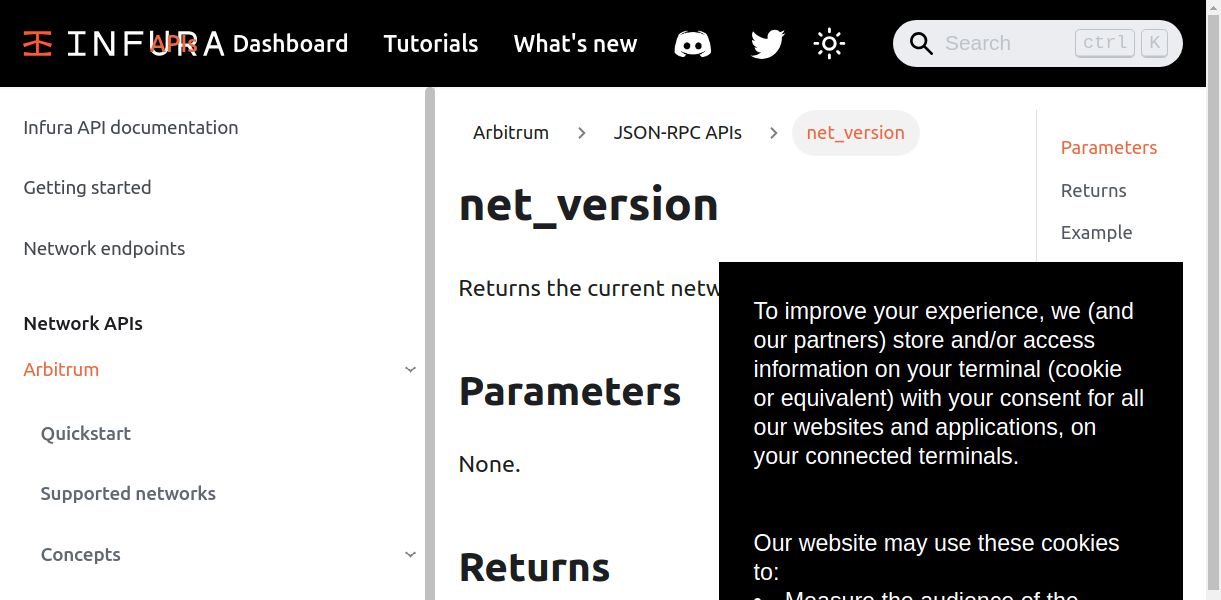 INFURA APIs Dashboard Tutorials What's new Search ctrl K
Infura API documentation
Getting started
Network endpoints
Network APIs
Arbitrum
Quickstart
Supported networks
Concepts
Arbitrum JSON-RPC APIs net_version
net_version
Returns the current netw
Parameters
None.
Returns
Parameters
Returns
Example
To improve your experience, we (and
our partners) store and/or access
information on your terminal (cookie
or equivalent) with your consent for all
our websites and applications, on
your connected terminals.
Our website may use these cookies
to:
• Measure the audience of the